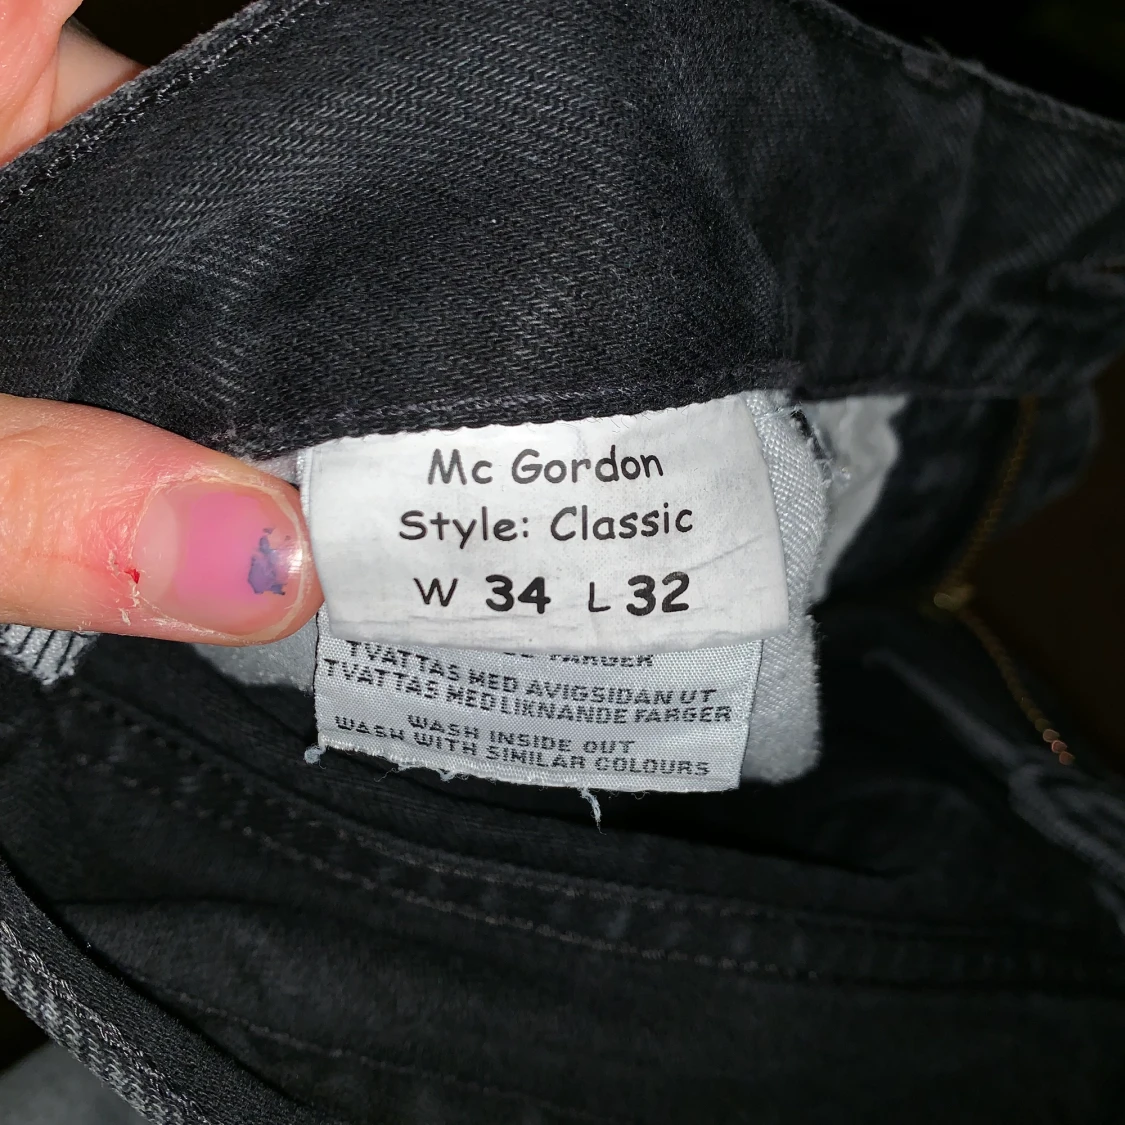 Mc Gordon
Style: Classic
W 34 L 32
FARGER
TVATTAS MED AVIGSIDAN UT
TVATTAS MED LIKNANDE FARGER
WASH INSIDE OUT
WASH WITH SIMILAR COLOURS